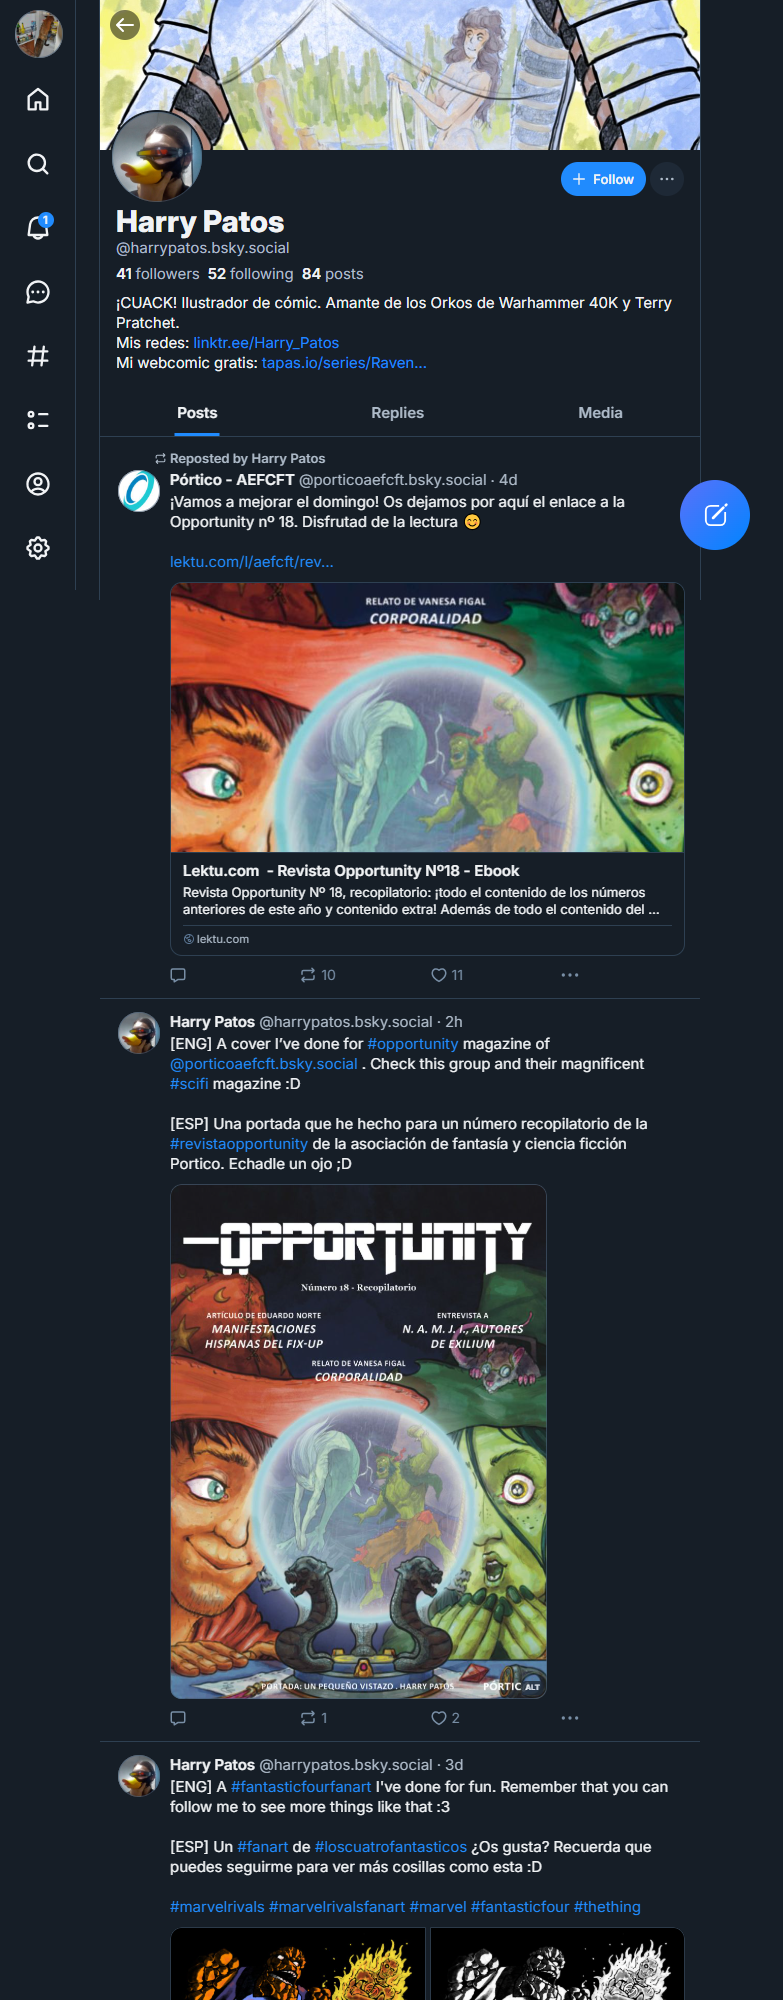 + Follow
Harry Patos
@harrypatos.bsky.social
41 followers 52 following 84 posts
¡CUACK! Ilustrador de cómic. Amante de los Orkos de Warhammer 40K y Terry
Pratchet.
Mis redes: linktr.ee/Harry_Patos
Mi webcomic gratis: tapas.io/series/Raven...
Posts Replies Media
Reposted by Harry Patos
Pórtico - AEFCFT @porticoaefcft.bsky.social · 4d
¡Vamos a mejorar el domingo! Os dejamos por aquí el enlace a la
Opportunity nº 18. Disfrutad de la lectura 😊
1
lektu.com/l/aefcft/rev...
RELATO DE VANESA FIGAL
CORPORALIDAD
Lektu.com - Revista Opportunity Nº18 - Ebook
Revista Opportunity Nº 18, recopilatorio: ¡todo el contenido de los números
anteriores de este año y contenido extra! Además de todo el contenido del ...
lektu.com
10 11
Harry Patos @harrypatos.bsky.social · 2h
[ENG] A cover I've done for #opportunity magazine of
@porticoaefcft.bsky.social . Check this group and their magnificent
#scifi magazine :D
[ESP] Una portada que he hecho para un número recopilatorio de la
#revistaopportunity de la asociación de fantasía y ciencia ficción
Portico. Echadle un ojo ;D
OPPORTUNITY
Número 18 - Recopilatorio
ARTÍCULO DE EDUARDO NORTE
MANIFESTACIONES
HISPANAS DEL FIX-UP
ENTREVISTA A
N. A. M. J. I., AUTORES
DE EXILIUM
RELATO DE VANESA FIGAL
CORPORALIDAD
PORTADA: UN PEQUEÑO VISTAZO . HARRY PATOS
PÓRTIC ALT
1 2
Harry Patos @harrypatos.bsky.social · 3d
[ENG] A #fantasticfourfanart I've done for fun. Remember that you can
follow me to see more things like that :3
[ESP] Un #fanart de #loscuatrofantasticos ¿Os gusta? Recuerda que
puedes seguirme para ver más cosillas como esta :D
#marvelrivals #marvelrivalsfanart #marvel #fantasticfour #thething